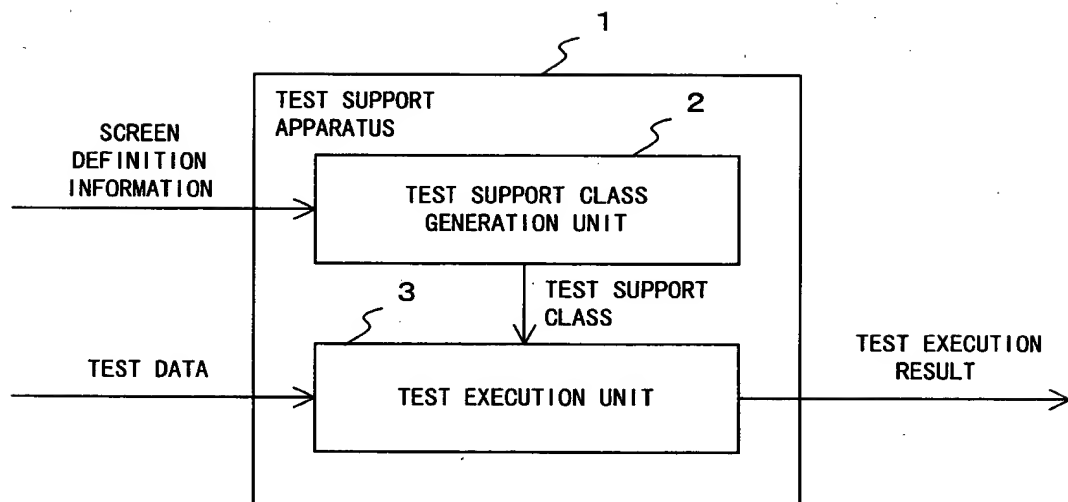 1
TEST SUPPORT
APPARATUS
2
SCREEN
DEFINITION
INFORMATION
TEST SUPPORT CLASS
GENERATION UNIT
3
TEST SUPPORT
CLASS
TEST DATA
TEST EXECUTION UNIT
TEST EXECUTION
RESULT